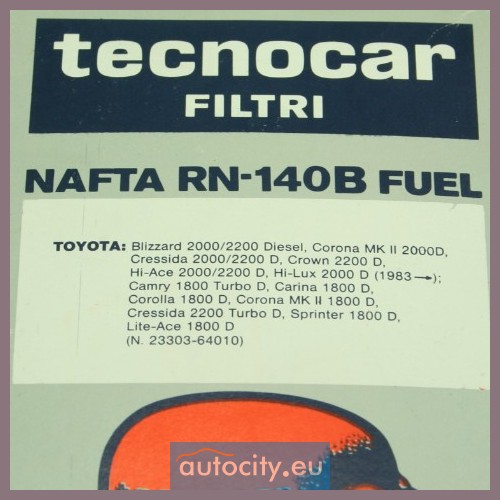 tecnocar
FILTRI
NAFTA RN-140B FUEL
TOYOTA: Blizzard 2000/2200 Diesel, Corona MK II 2000D,
Cressida 2000/2200 D, Crown 2200 D,
Hi-Ace 2000/2200 D, Hi-Lux 2000 D (1983→);
Camry 1800 Turbo D, Carina 1800 D,
Corolla 1800 D, Corona MK II 1800 D,
Cressida 2200 Turbo D, Sprinter 1800 D,
Lite-Ace 1800 D
(N. 23303-64010)
autocity.eu